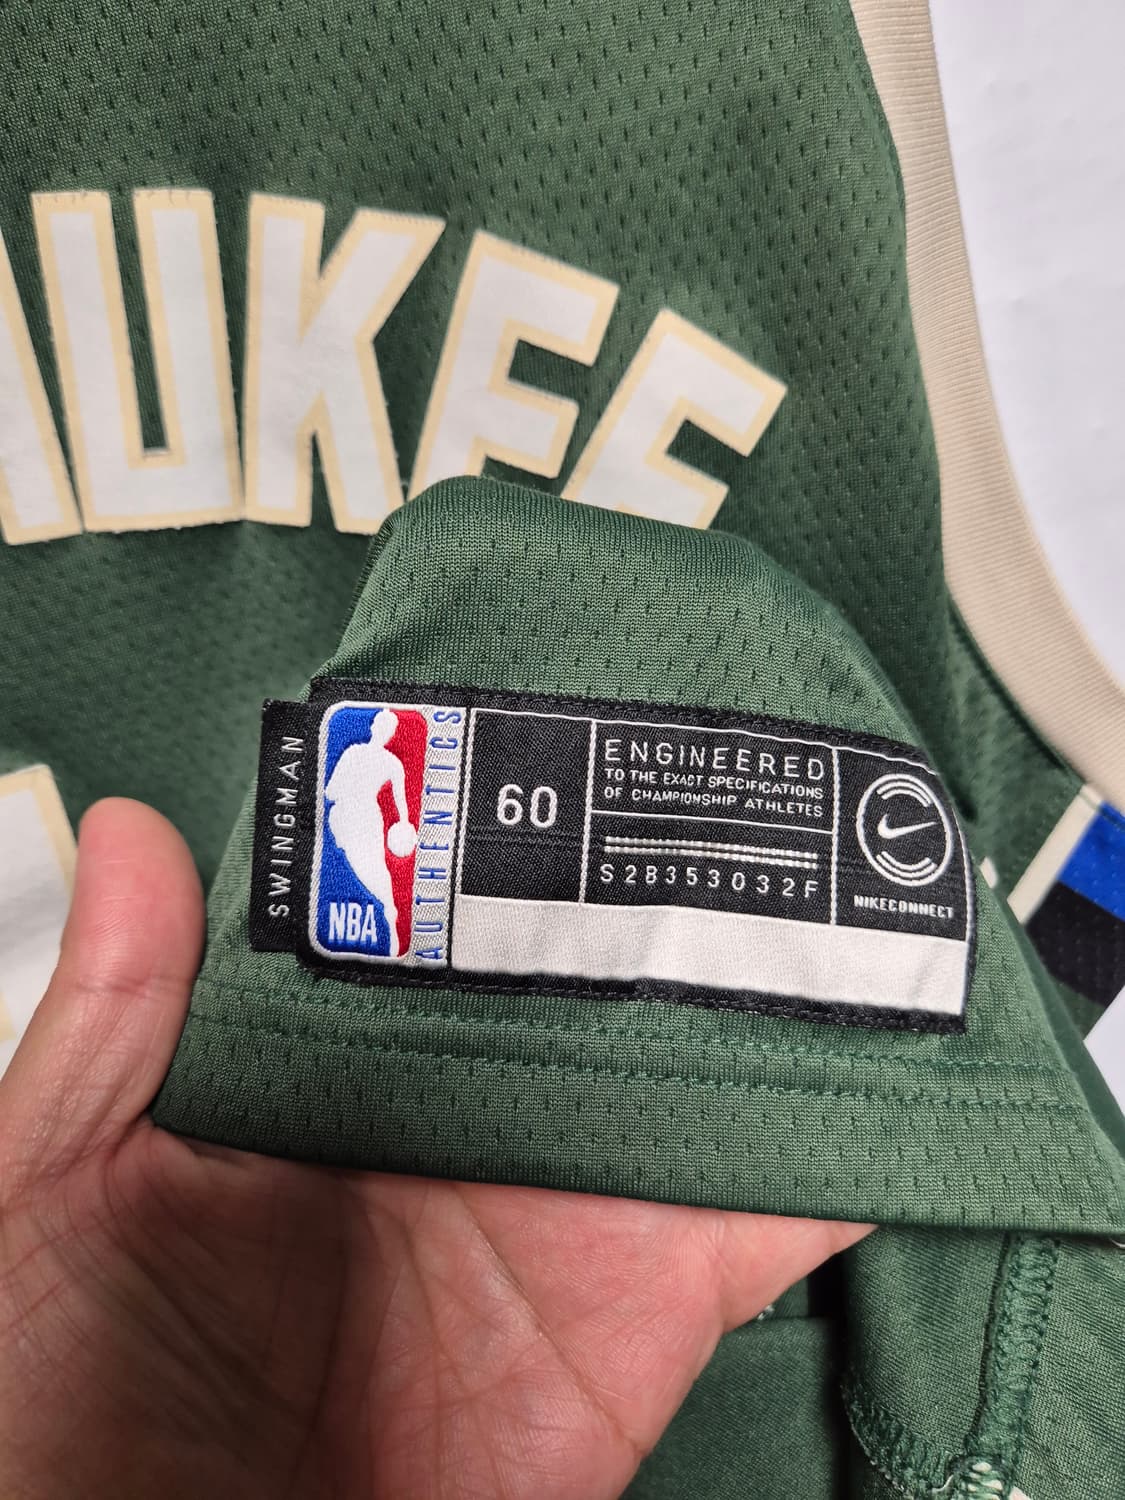 UKEE
SWINGMAN
NBA
AUTHENTICS
60
ENGINEERED
TO THE EXACT SPECIFICATIONS
OF CHAMPIONSHIP ATHLETES
S2B353032F
NIKECONNECT